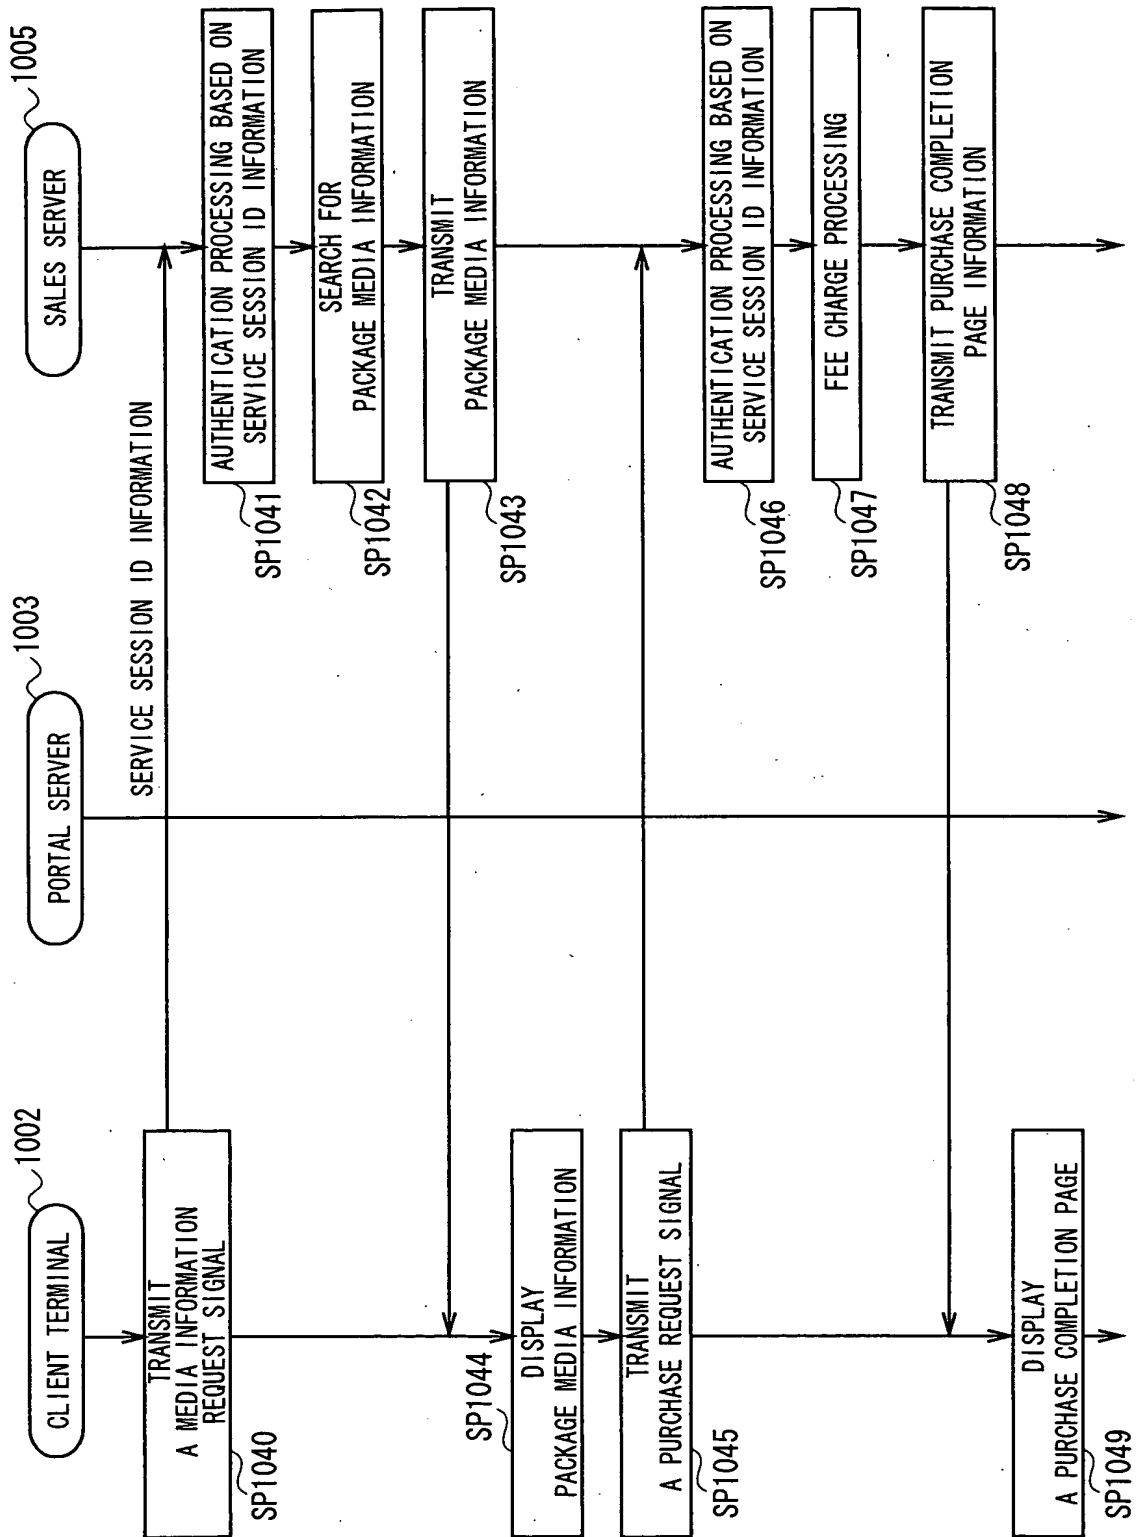 CLIENT TERMINAL
1002
PORTAL SERVER
1003
SALES SERVER
1005
TRANSMIT
A MEDIA INFORMATION
REQUEST SIGNAL
SP1040
SERVICE SESSION ID INFORMATION
AUTHENTICATION PROCESSING BASED ON
SERVICE SESSION ID INFORMATION
SP1041
SEARCH FOR
PACKAGE MEDIA INFORMATION
SP1042
TRANSMIT
PACKAGE MEDIA INFORMATION
SP1043
SP1044
DISPLAY
PACKAGE MEDIA INFORMATION
TRANSMIT
A PURCHASE REQUEST SIGNAL
SP1045
AUTHENTICATION PROCESSING BASED ON
SERVICE SESSION ID INFORMATION
SP1046
FEE CHARGE PROCESSING
SP1047
TRANSMIT PURCHASE COMPLETION
PAGE INFORMATION
SP1048
DISPLAY
A PURCHASE COMPLETION PAGE
SP1049